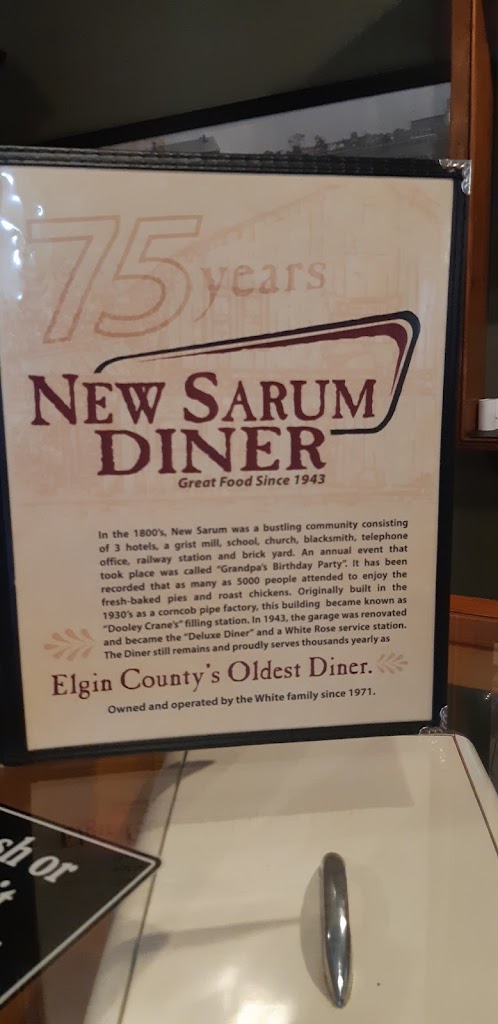 75 years
NEW SARUM
DINER
Great Food Since 1943
In the 1800's, New Sarum was a bustling community consisting
of 3 hotels, a grist mill, school, church, blacksmith, telephone
office, railway station and brick yard. An annual event that
took place was called "Grandpa's Birthday Party". It has been
recorded that as many as 5000 people attended to enjoy the
fresh-baked pies and roast chickens. Originally built in the
1930's as a corncob pipe factory, this building became known as
"Dooley Crane's" filling station. In 1943, the garage was renovated
and became the "Deluxe Diner" and a White Rose service station.
The Diner still remains and proudly serves thousands yearly as
Elgin County's Oldest Diner.
Owned and operated by the White family since 1971.
or